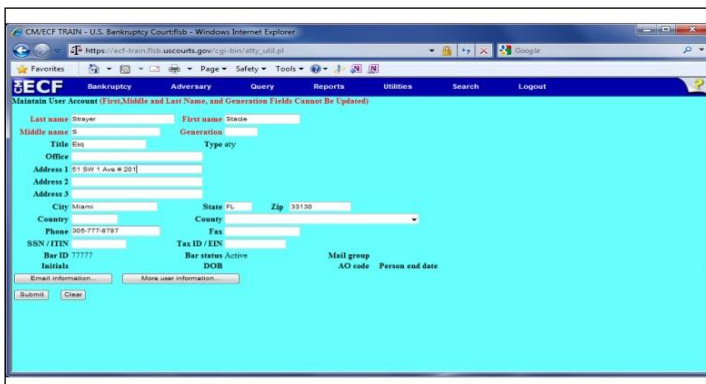 CM/ECF TRAIN - U.S. Bankruptcy Court:flsb - Windows Internet Explorer
https://ecf-train.flsb.uscourts.gov/cgi-bin/atty_util.pl Google
Favorites Page Safety Tools
ECF Bankruptcy Adversary Query Reports Utilities Search Logout ?
Maintain User Account (First,Middle and Last Name, and Generation Fields Cannot Be Updated)
Last name Strayer First name Stacie
Middle name S Generation
Title Esq Type aty
Office
Address 1 51 SW 1 Ave # 201
Address 2
Address 3
City Miami State FL Zip 33130
Country County
Phone 305-777-8787 Fax
SSN / ITIN Tax ID / EIN
Bar ID 77777 Bar status Active Mail group
Initials DOB AO code Person end date
Email information... More user information...
Submit Clear